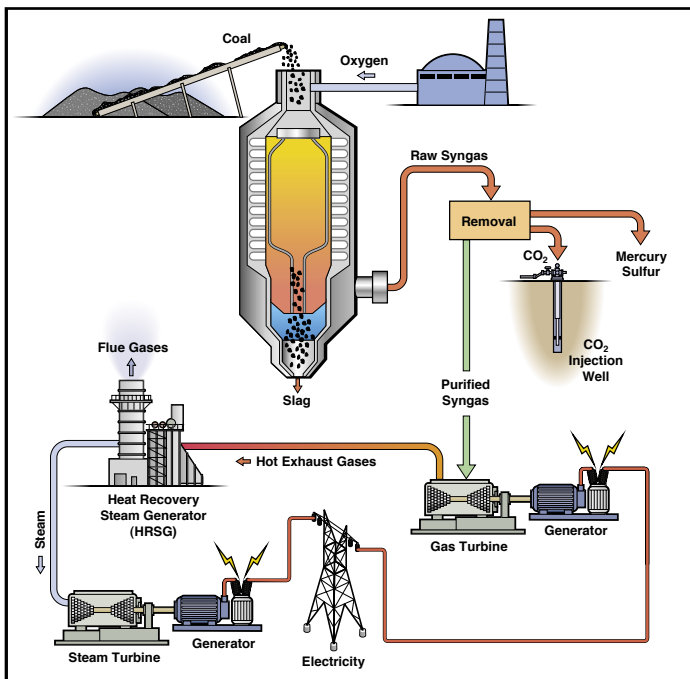 Coal
Oxygen
Raw Syngas
Removal
CO2
Mercury
Sulfur
CO2
Injection
Well
Flue Gases
Slag
Purified
Syngas
Hot Exhaust Gases
Heat Recovery
Steam Generator
(HRSG)
Steam
Gas Turbine
Generator
Steam Turbine
Generator
Electricity